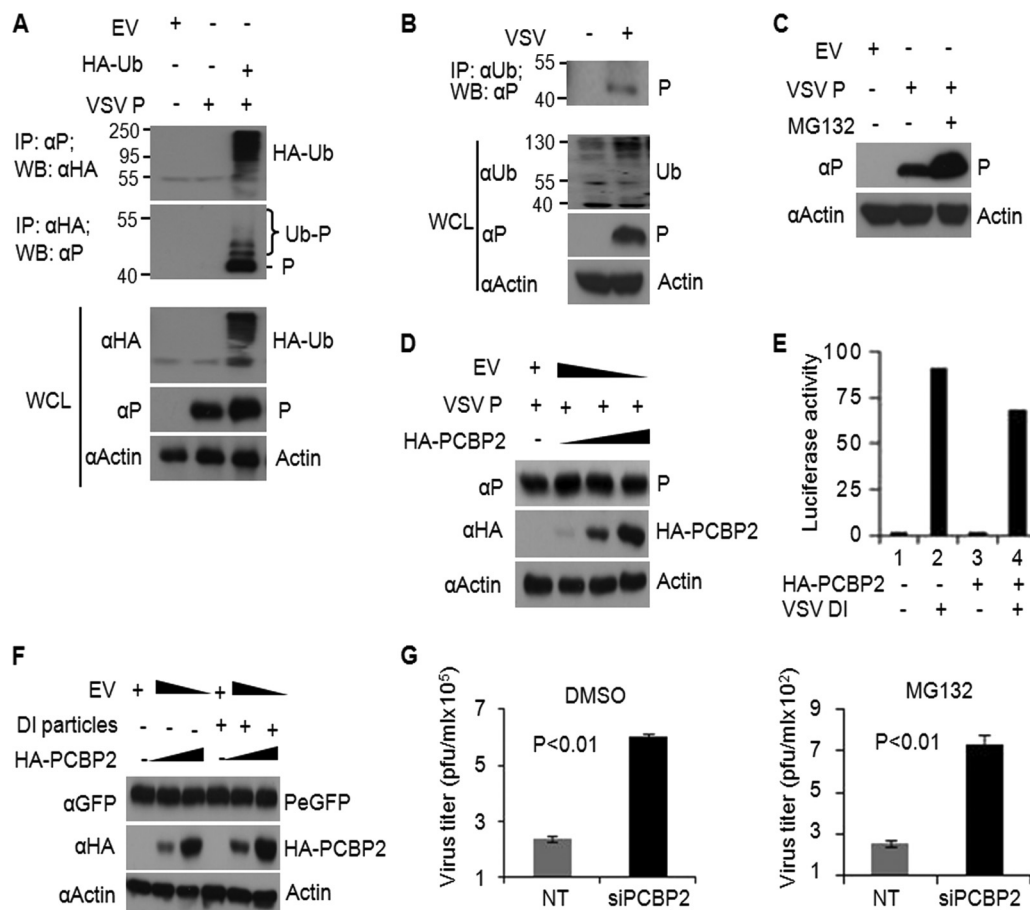 A
EV + - -
HA-Ub - - +
VSV P - + +
IP: αP;
WB: αHA
250
95
55
HA-Ub
IP: αHA;
WB: αP
55
40
Ub-P
P
WCL
αHA
HA-Ub
αP
P
αActin
Actin
B
VSV - +
IP: αUb;
WB: αP
55
40
P
WCL
αUb
130
55
40
Ub
αP
P
αActin
Actin
C
EV + - -
VSV P - + +
MG132 - - +
αP
P
αActin
Actin
D
EV +
VSV P + + + +
HA-PCBP2 -
αP
P
αHA
HA-PCBP2
αActin
Actin
E
Luciferase activity
100
75
50
25
0
1 2 3 4
HA-PCBP2 - - + +
VSV DI - + - +
F
EV + +
DI particles - - - + + +
HA-PCBP2 - -
αGFP
PeGFP
αHA
HA-PCBP2
αActin
Actin
G
Virus titer (pfu/mlx10⁵)
DMSO
P<0.01
7
5
3
1
NT siPCBP2
Virus titer (pfu/mlx10²)
MG132
P<0.01
9
7
5
3
1
NT siPCBP2